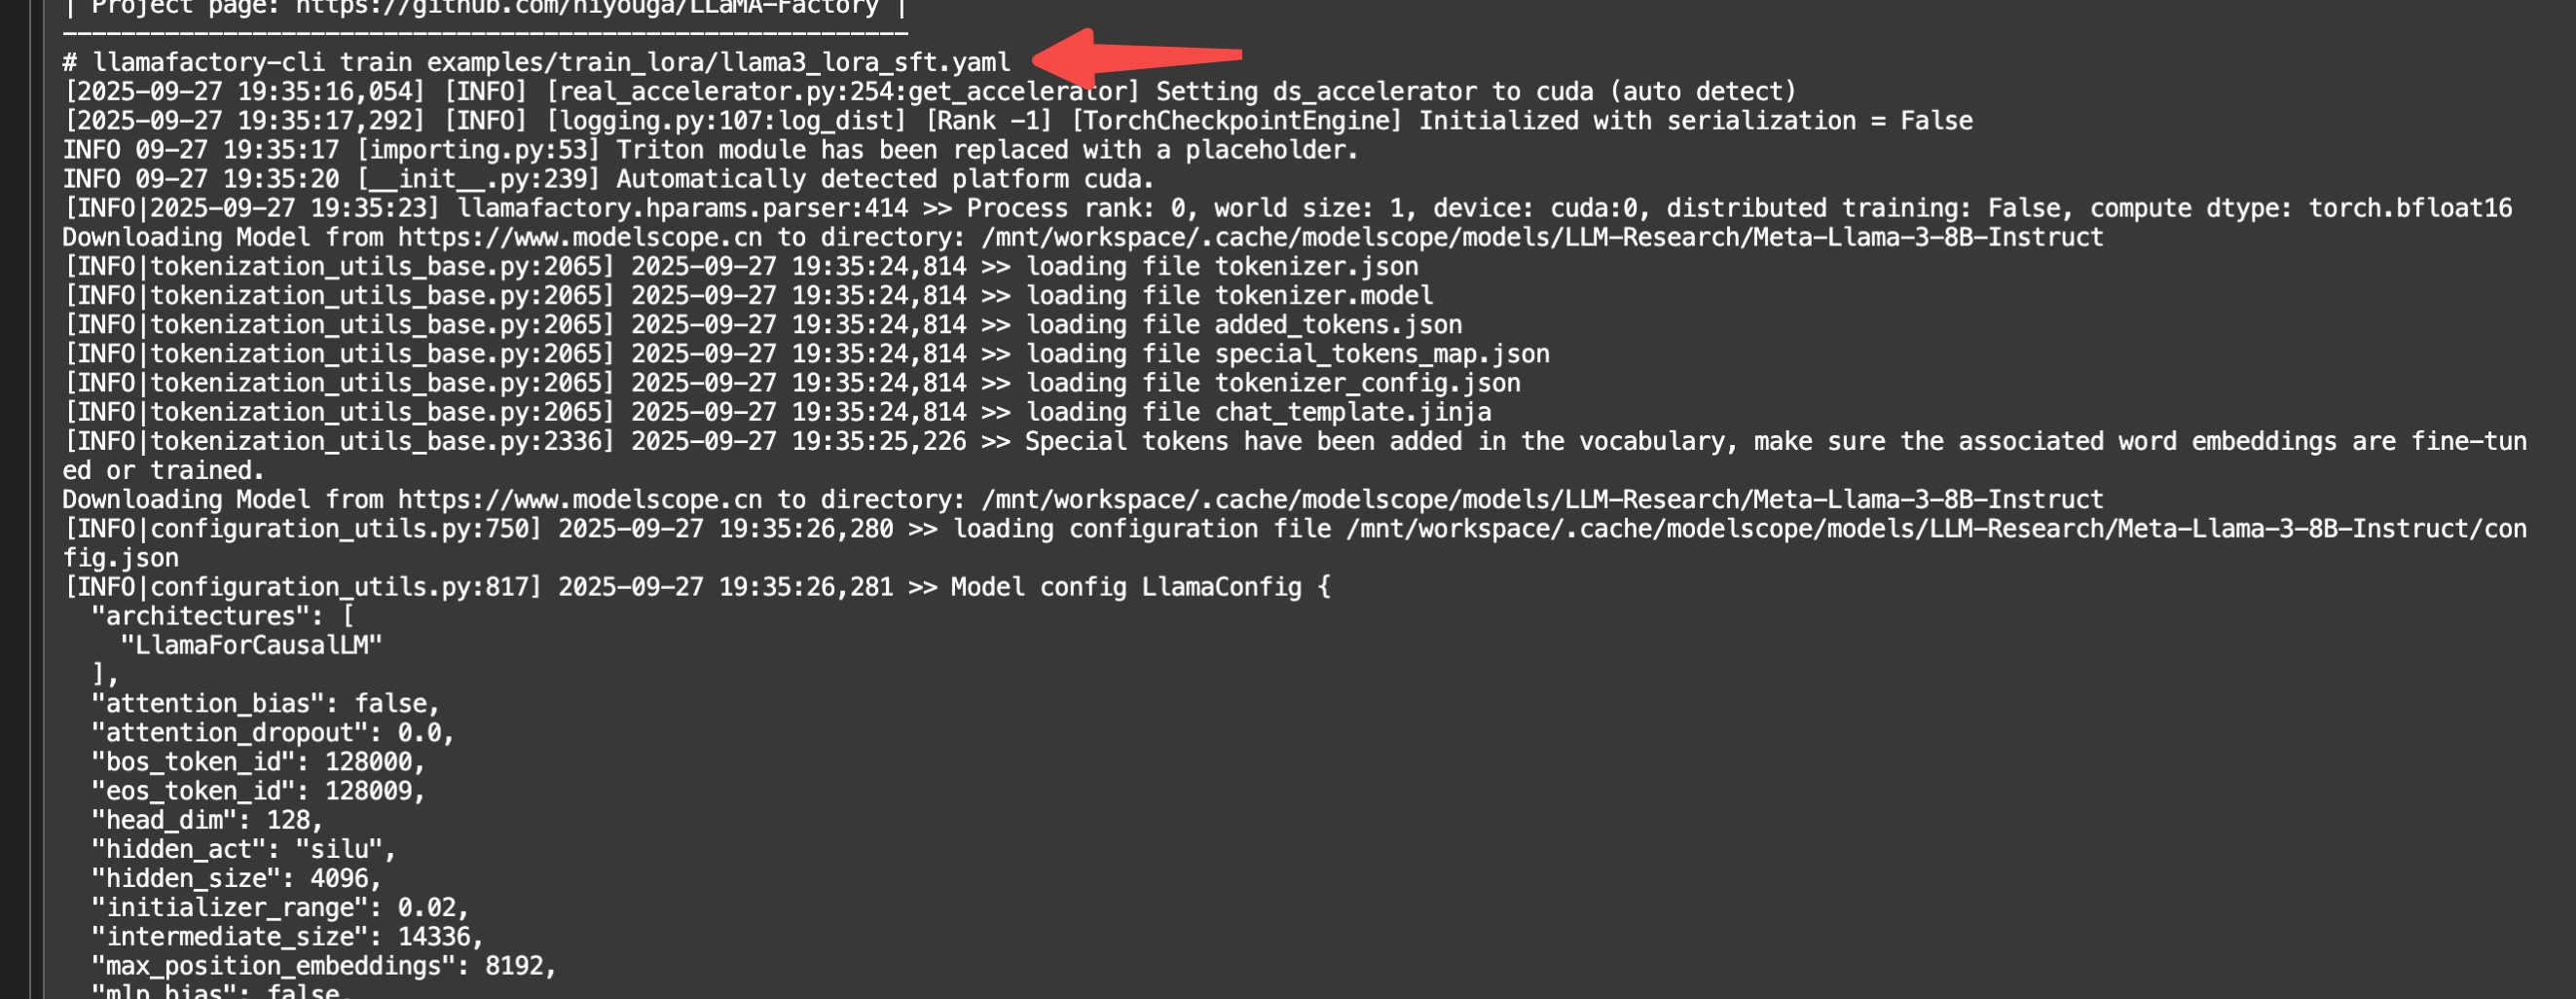 | Project page: https://github.com/hiyouga/LLaMA-Factory |
----------------------------------------------------------
# llamafactory-cli train examples/train_lora/llama3_lora_sft.yaml
[2025-09-27 19:35:16,054] [INFO] [real_accelerator.py:254:get_accelerator] Setting ds_accelerator to cuda (auto detect)
[2025-09-27 19:35:17,292] [INFO] [logging.py:107:log_dist] [Rank -1] [TorchCheckpointEngine] Initialized with serialization = False
INFO 09-27 19:35:17 [importing.py:53] Triton module has been replaced with a placeholder.
INFO 09-27 19:35:20 [__init__.py:239] Automatically detected platform cuda.
[INFO|2025-09-27 19:35:23] llamafactory.hparams.parser:414 >> Process rank: 0, world size: 1, device: cuda:0, distributed training: False, compute dtype: torch.bfloat16
Downloading Model from https://www.modelscope.cn to directory: /mnt/workspace/.cache/modelscope/models/LLM-Research/Meta-Llama-3-8B-Instruct
[INFO|tokenization_utils_base.py:2065] 2025-09-27 19:35:24,814 >> loading file tokenizer.json
[INFO|tokenization_utils_base.py:2065] 2025-09-27 19:35:24,814 >> loading file tokenizer.model
[INFO|tokenization_utils_base.py:2065] 2025-09-27 19:35:24,814 >> loading file added_tokens.json
[INFO|tokenization_utils_base.py:2065] 2025-09-27 19:35:24,814 >> loading file special_tokens_map.json
[INFO|tokenization_utils_base.py:2065] 2025-09-27 19:35:24,814 >> loading file tokenizer_config.json
[INFO|tokenization_utils_base.py:2065] 2025-09-27 19:35:24,814 >> loading file chat_template.jinja
[INFO|tokenization_utils_base.py:2336] 2025-09-27 19:35:25,226 >> Special tokens have been added in the vocabulary, make sure the associated word embeddings are fine-tun
ed or trained.
Downloading Model from https://www.modelscope.cn to directory: /mnt/workspace/.cache/modelscope/models/LLM-Research/Meta-Llama-3-8B-Instruct
[INFO|configuration_utils.py:750] 2025-09-27 19:35:26,280 >> loading configuration file /mnt/workspace/.cache/modelscope/models/LLM-Research/Meta-Llama-3-8B-Instruct/con
fig.json
[INFO|configuration_utils.py:817] 2025-09-27 19:35:26,281 >> Model config LlamaConfig {
  "architectures": [
    "LlamaForCausalLM"
  ],
  "attention_bias": false,
  "attention_dropout": 0.0,
  "bos_token_id": 128000,
  "eos_token_id": 128009,
  "head_dim": 128,
  "hidden_act": "silu",
  "hidden_size": 4096,
  "initializer_range": 0.02,
  "intermediate_size": 14336,
  "max_position_embeddings": 8192,
  "mlp_bias": false,